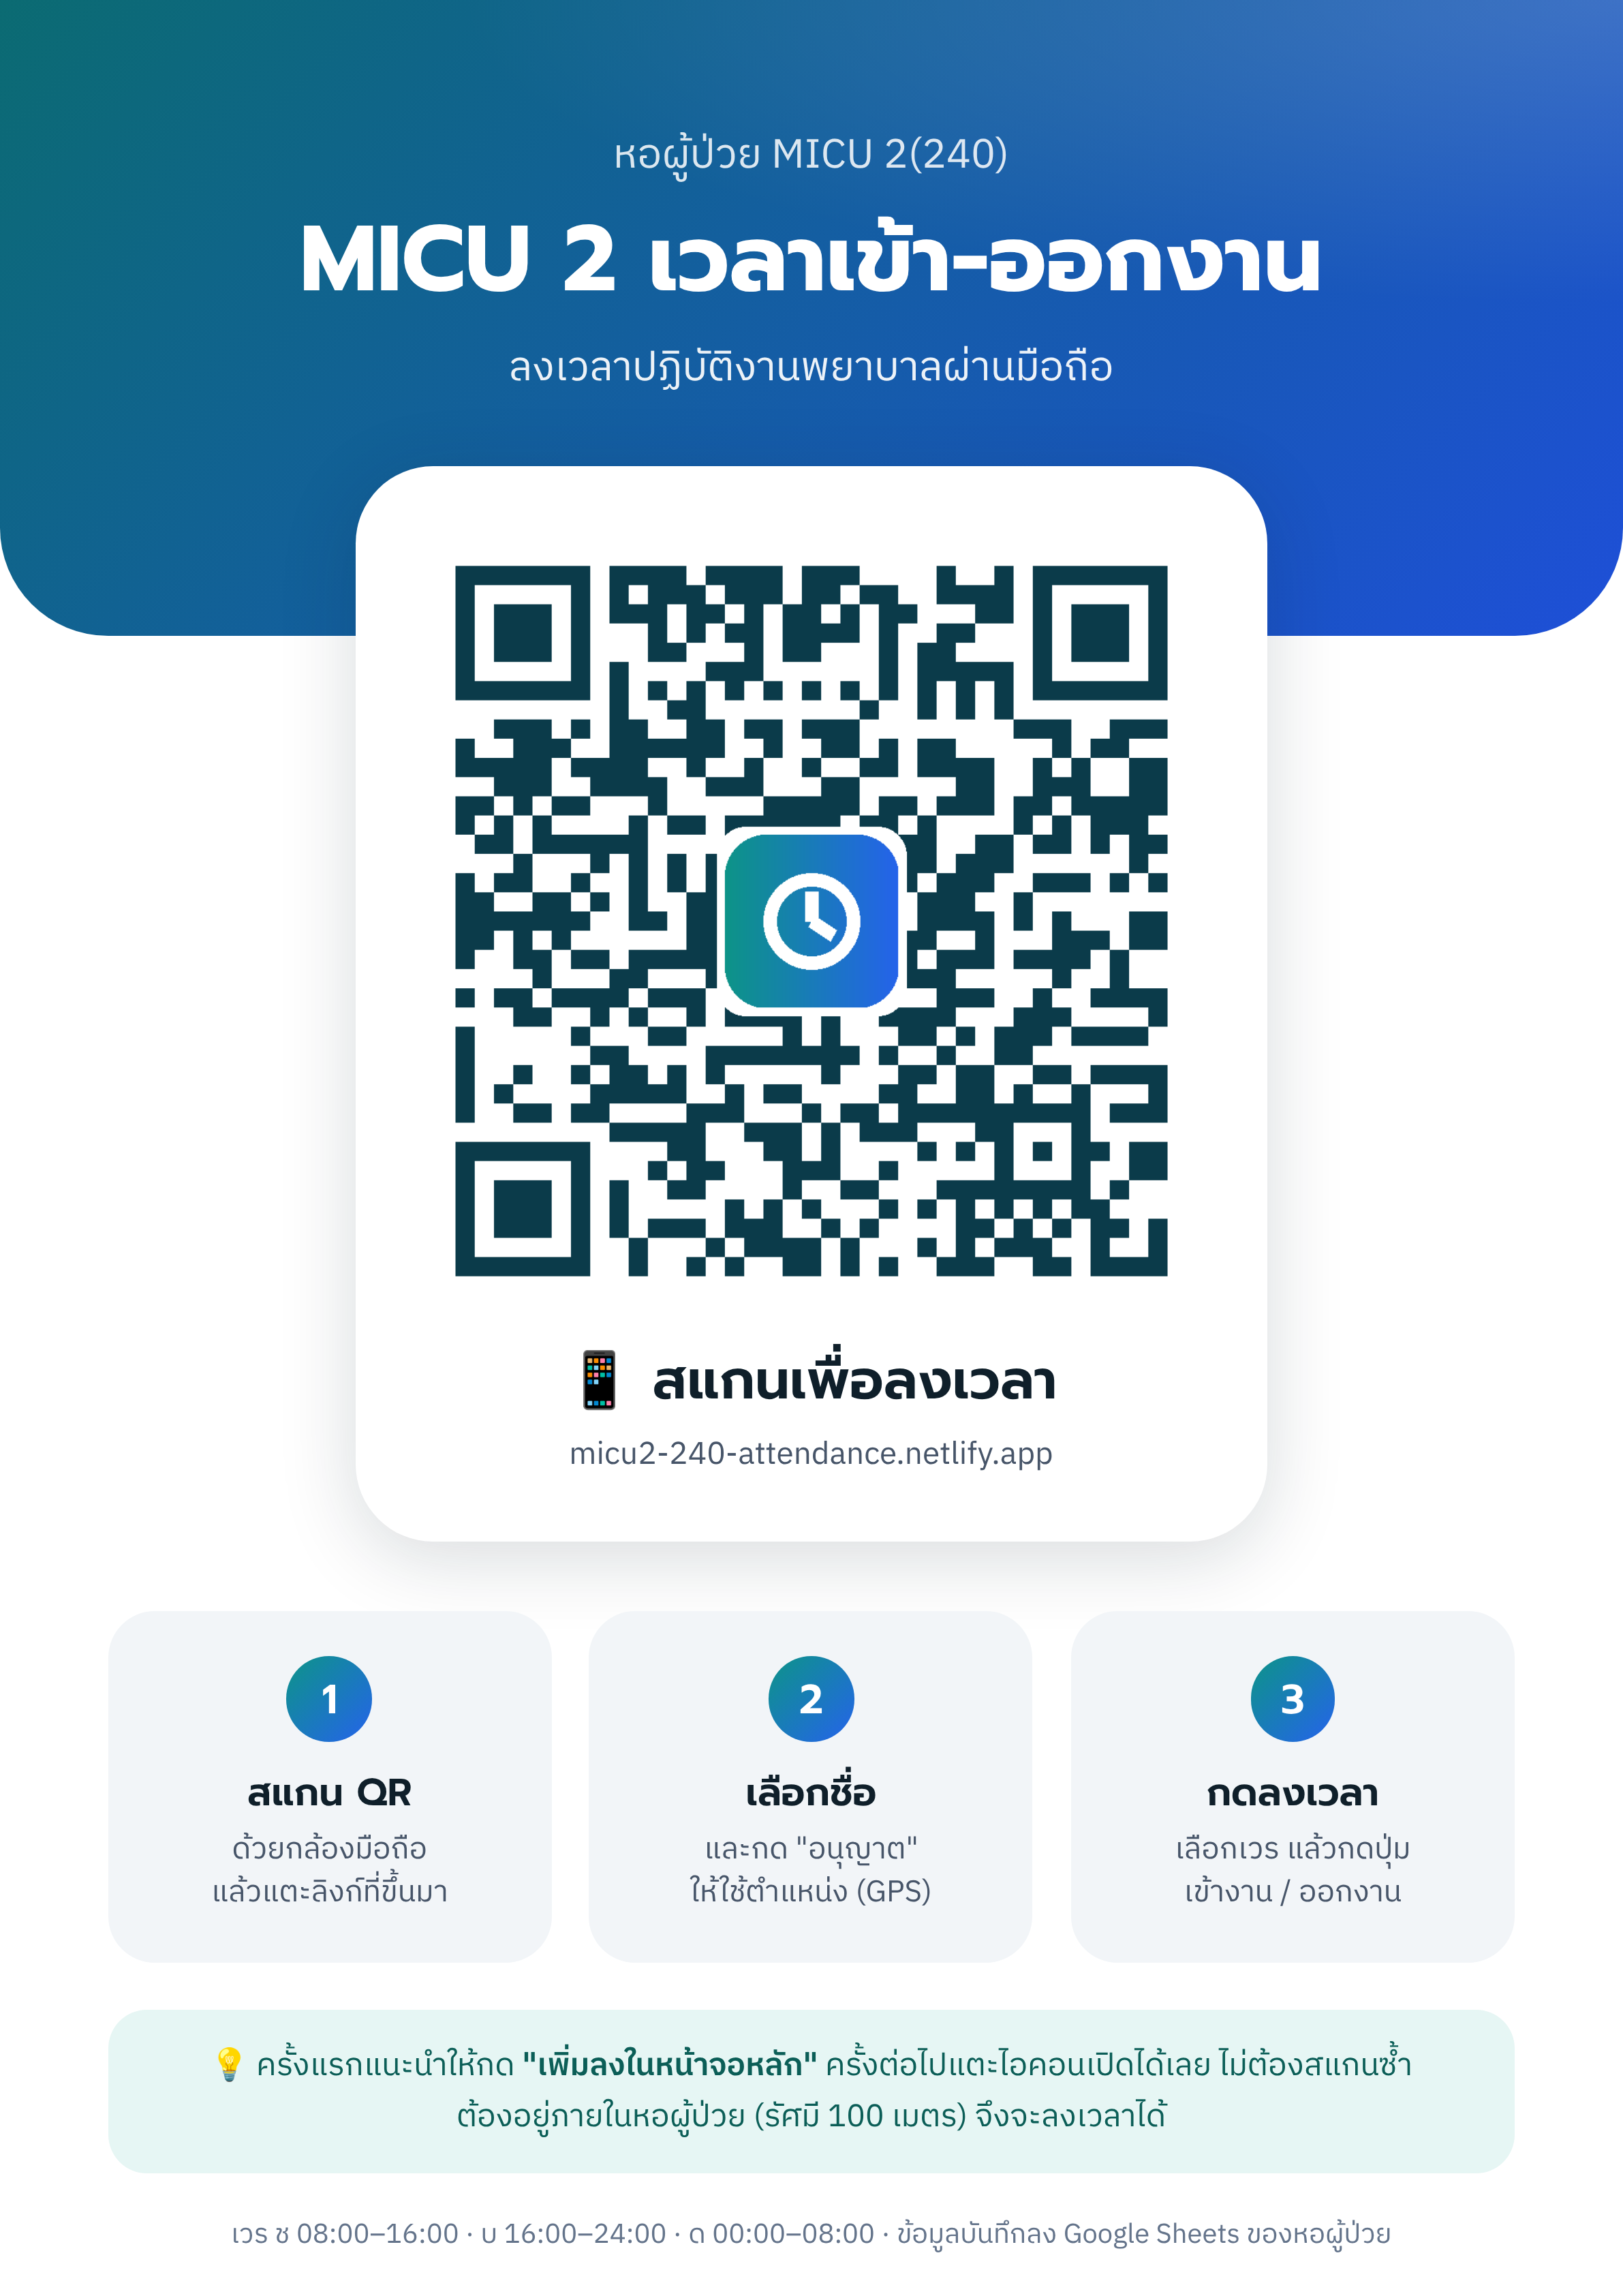 หอผู้ป่วย MICU 2(240)
MICU 2 เวลาเข้า-ออกงาน
ลงเวลาปฏิบัติงานพยาบาลผ่านมือถือ
📱 สแกนเพื่อลงเวลา
micu2-240-attendance.netlify.app
1
สแกน QR
ด้วยกล้องมือถือ
แล้วแตะลิงก์ที่ขึ้นมา
2
เลือกชื่อ
และกด "อนุญาต"
ให้ใช้ตำแหน่ง (GPS)
3
กดลงเวลา
เลือกเวร แล้วกดปุ่ม
เข้างาน / ออกงาน
💡 ครั้งแรกแนะนำให้กด "เพิ่มลงในหน้าจอหลัก" ครั้งต่อไปแตะไอคอนเปิดได้เลย ไม่ต้องสแกนซ้ำ
ต้องอยู่ภายในหอผู้ป่วย (รัศมี 100 เมตร) จึงจะลงเวลาได้
เวร ช 08:00–16:00 · บ 16:00–24:00 · ด 00:00–08:00 · ข้อมูลบันทึกลง Google Sheets ของหอผู้ป่วย